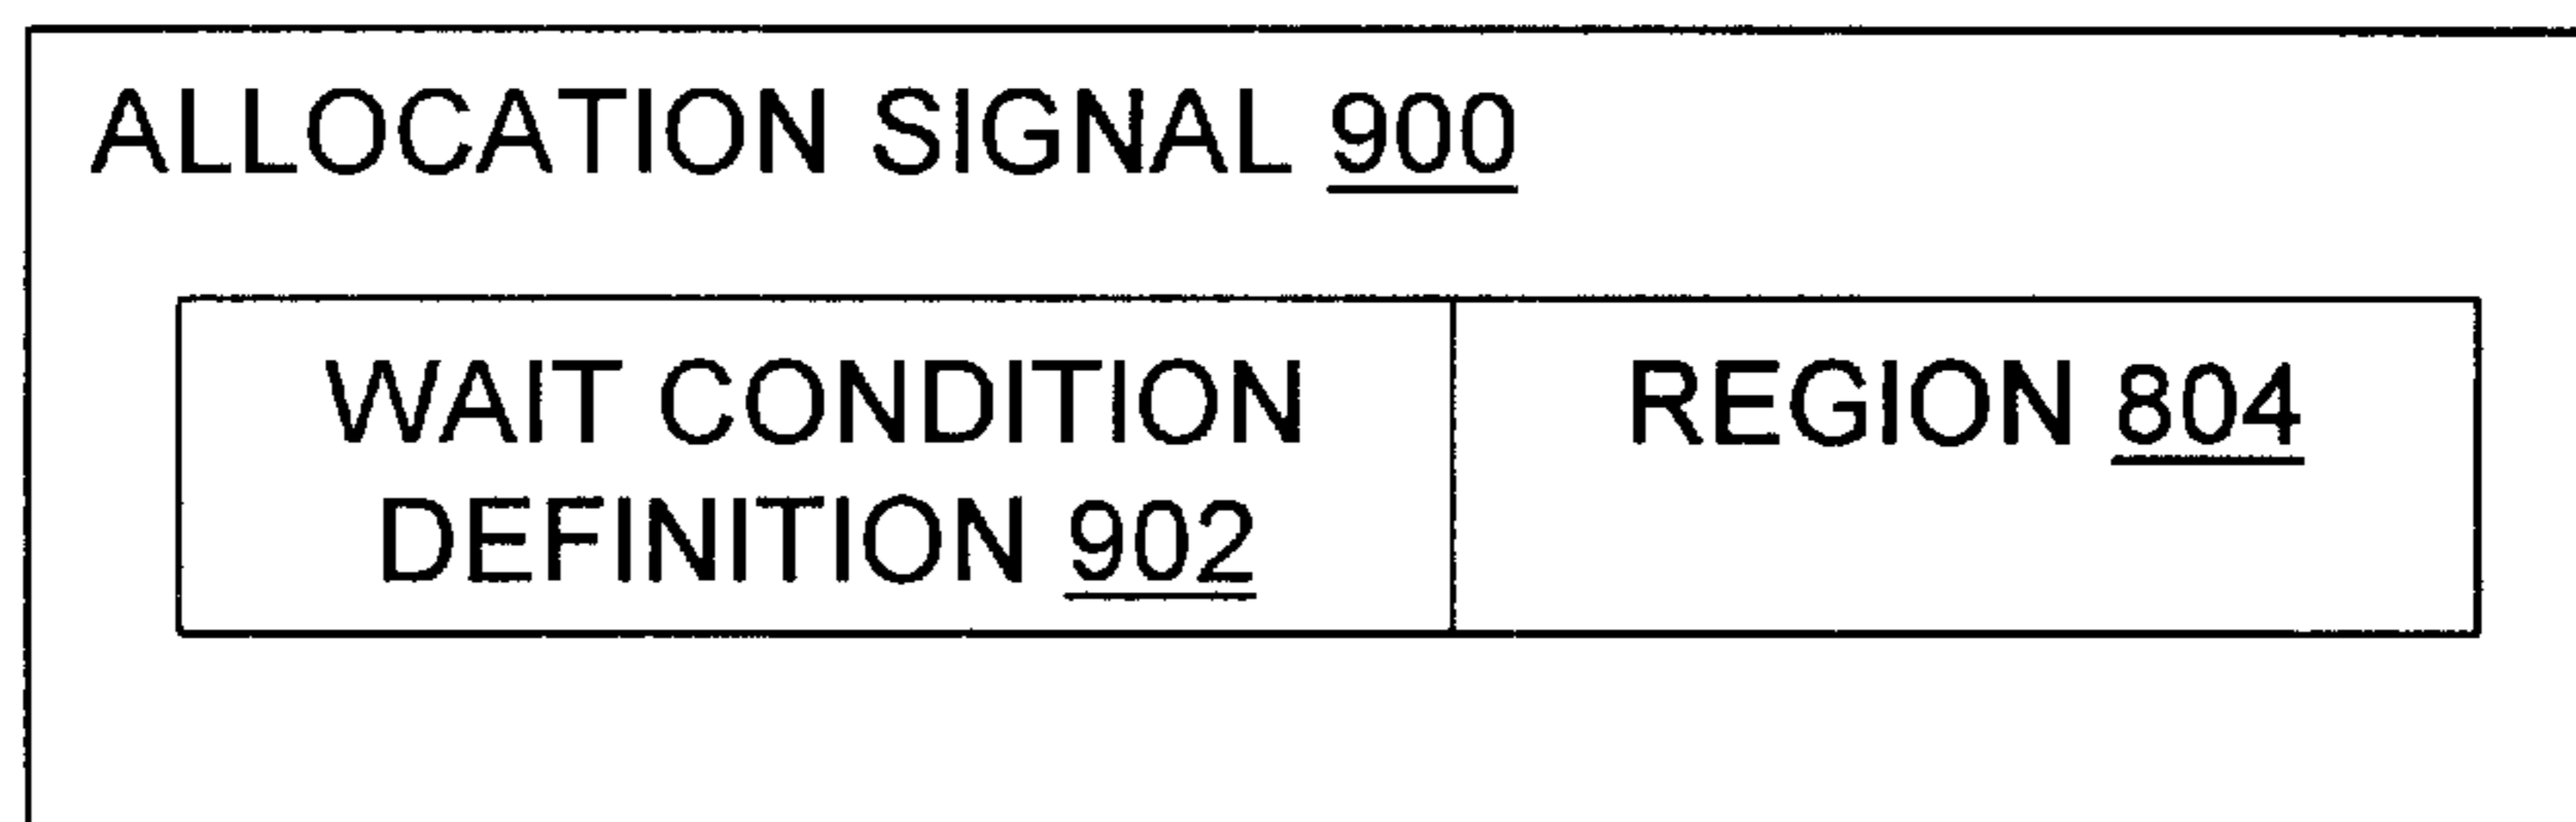 ALLOCATION SIGNAL 900
WAIT CONDITION
DEFINITION 902
REGION 804